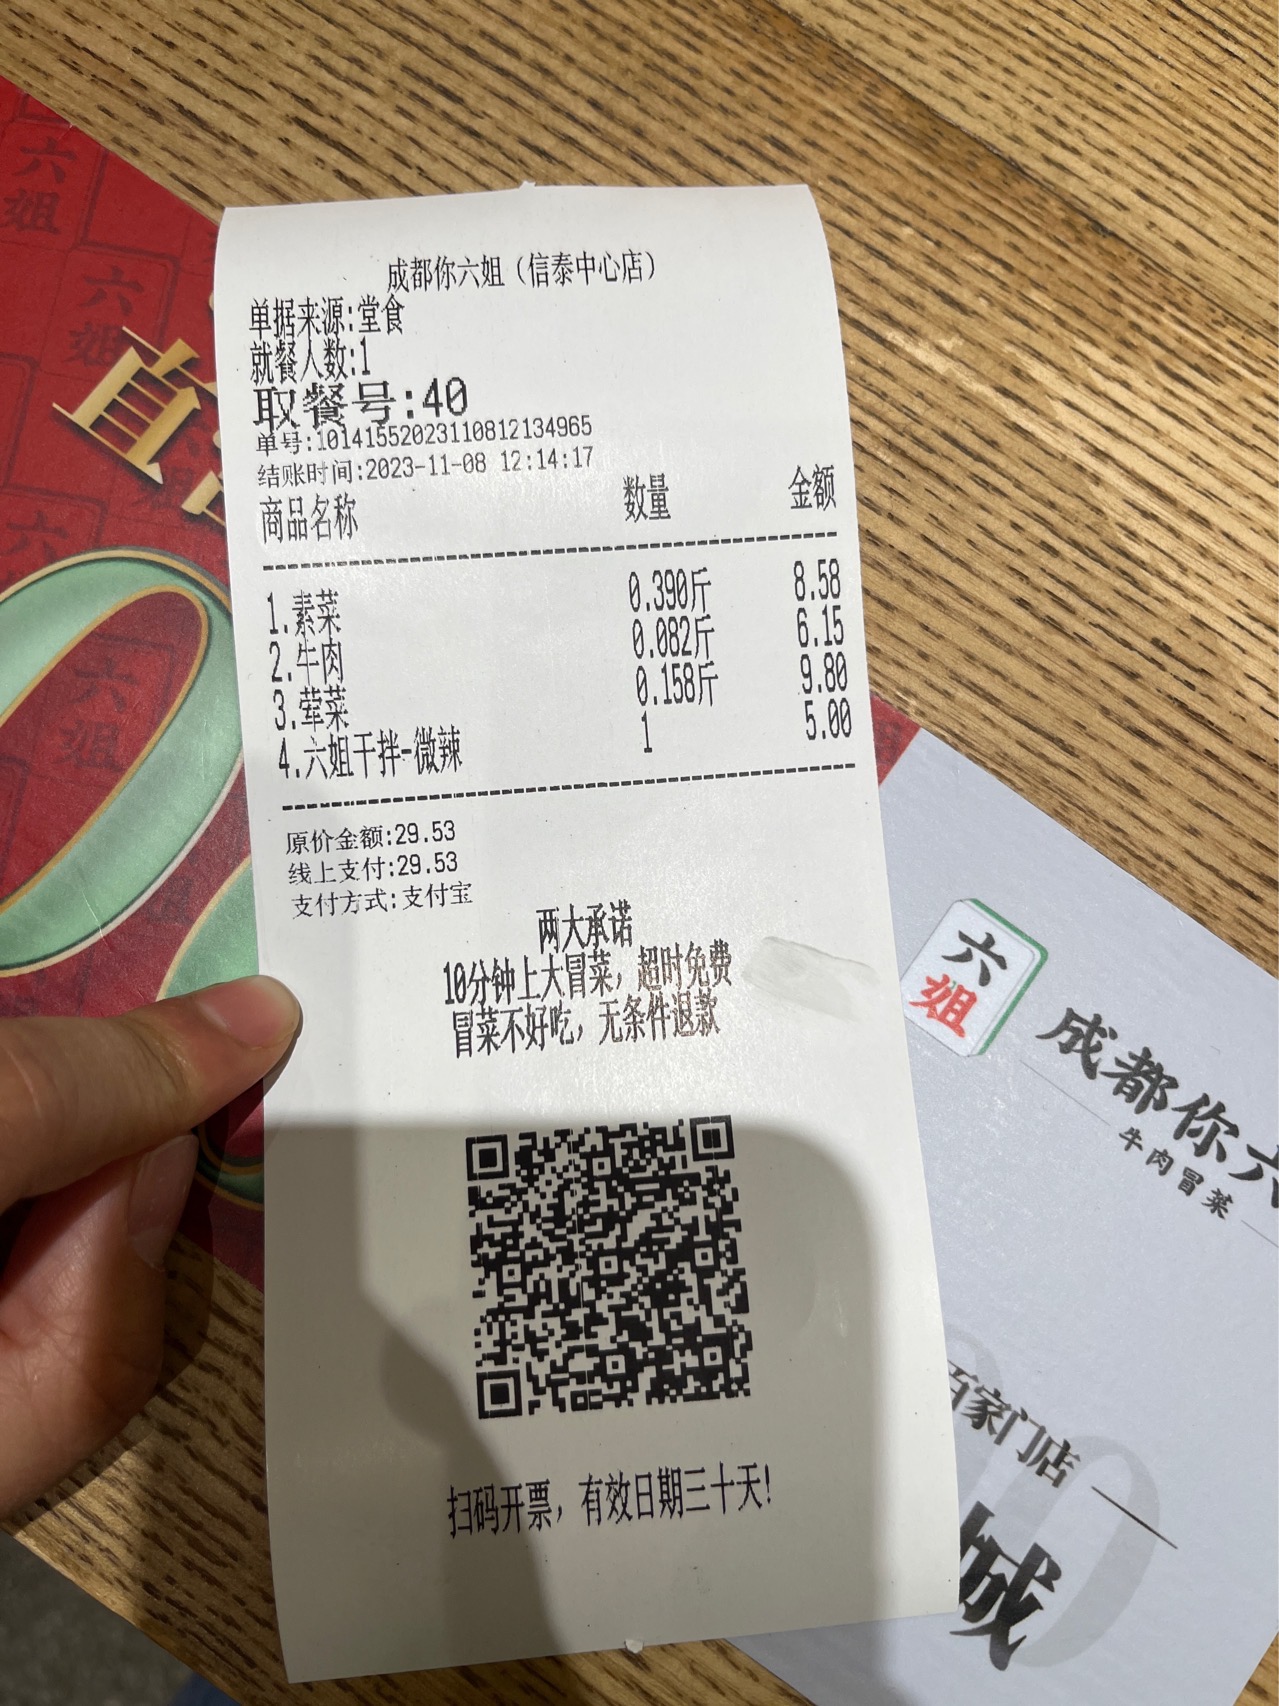 成都你六姐（信泰中心店）
单据来源:堂食
就餐人数:1
取餐号:40
单号:10141552023110812134965
结账时间:2023-11-08 12:14:17
商品名称 数量 金额
1.素菜 0.390斤 8.58
2.牛肉 0.082斤 6.15
3.荤菜 0.158斤 9.80
4.六姐干拌-微辣 1 5.00
原价金额:29.53
线上支付:29.53
支付方式:支付宝
两大承诺
10分钟上大冒菜，超时免费
冒菜不好吃，无条件退款
扫码开票，有效日期三十天!
六姐
六姐
六
六姐
直
六
姐
成都你六
牛肉冒菜
百家门店
城